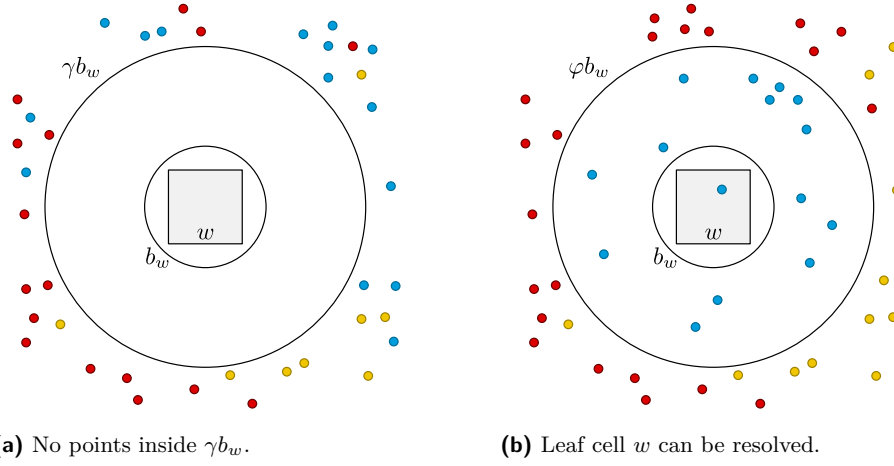 γb_w
w
b_w
φb_w
w
b_w
a) No points inside γb_w.
(b) Leaf cell w can be resolved.